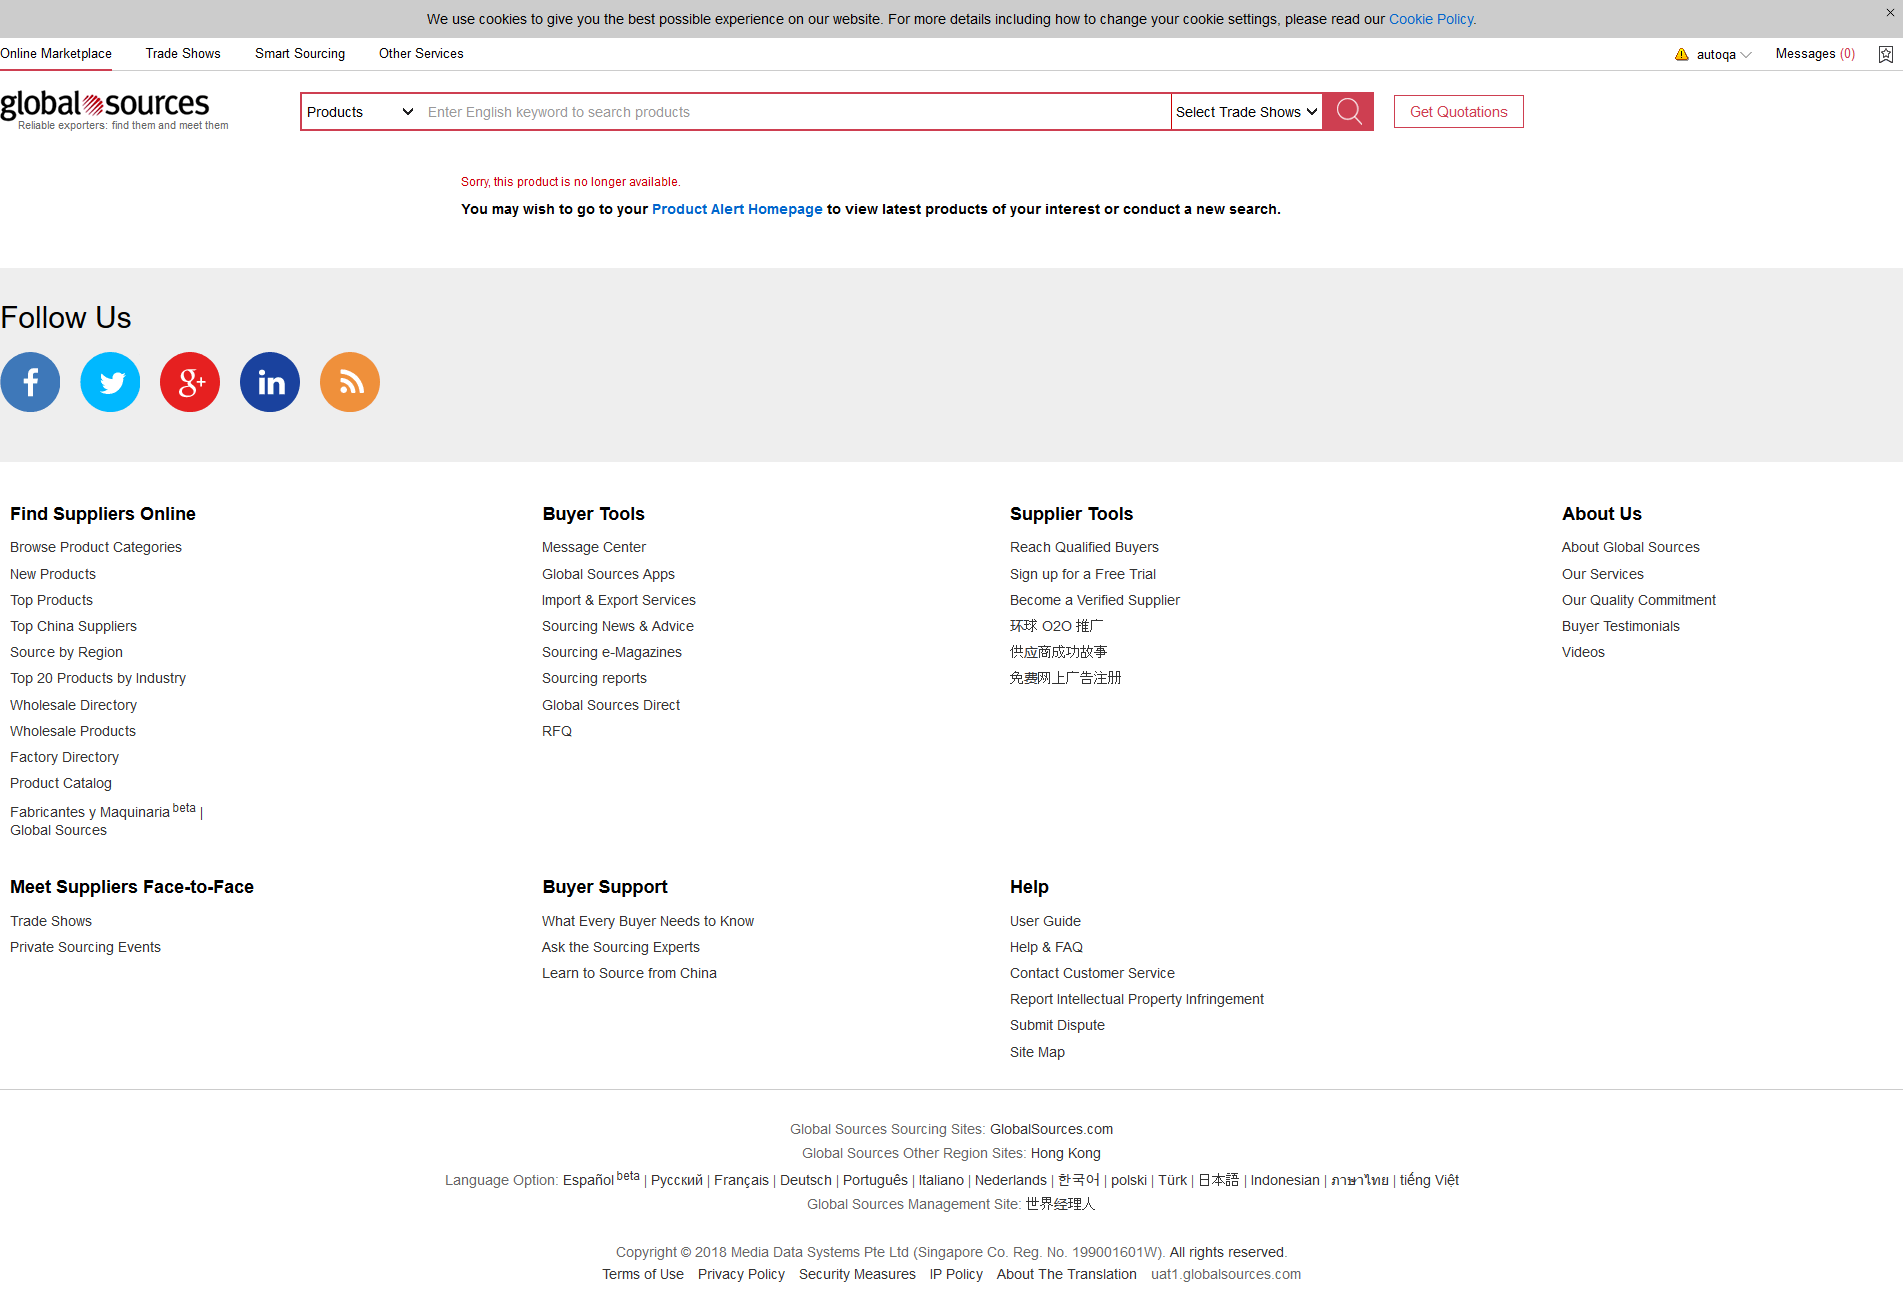 We use cookies to give you the best possible experience on our website. For more details including how to change your cookie settings, please read our Cookie Policy.
Online Marketplace Trade Shows Smart Sourcing Other Services autoqa Messages (0)
global sources
Reliable exporters: find them and meet them
Products Enter English keyword to search products Select Trade Shows Get Quotations
Sorry, this product is no longer available.
You may wish to go to your Product Alert Homepage to view latest products of your interest or conduct a new search.
Follow Us
Find Suppliers Online
Browse Product Categories
New Products
Top Products
Top China Suppliers
Source by Region
Top 20 Products by Industry
Wholesale Directory
Wholesale Products
Factory Directory
Product Catalog
Fabricantes y Maquinaria beta |
Global Sources
Buyer Tools
Message Center
Global Sources Apps
Import & Export Services
Sourcing News & Advice
Sourcing e-Magazines
Sourcing reports
Global Sources Direct
RFQ
Supplier Tools
Reach Qualified Buyers
Sign up for a Free Trial
Become a Verified Supplier
环球 O2O 推广
供应商成功故事
免费网上广告注册
About Us
About Global Sources
Our Services
Our Quality Commitment
Buyer Testimonials
Videos
Meet Suppliers Face-to-Face
Trade Shows
Private Sourcing Events
Buyer Support
What Every Buyer Needs to Know
Ask the Sourcing Experts
Learn to Source from China
Help
User Guide
Help & FAQ
Contact Customer Service
Report Intellectual Property Infringement
Submit Dispute
Site Map
Global Sources Sourcing Sites: GlobalSources.com
Global Sources Other Region Sites: Hong Kong
Language Option: Español beta | Русский | Français | Deutsch | Português | Italiano | Nederlands | 한국어 | polski | Türk | 日本語 | Indonesian | ภาษาไทย | tiếng Việt
Global Sources Management Site: 世界经理人
Copyright © 2018 Media Data Systems Pte Ltd (Singapore Co. Reg. No. 199001601W). All rights reserved.
Terms of Use Privacy Policy Security Measures IP Policy About The Translation uat1.globalsources.com